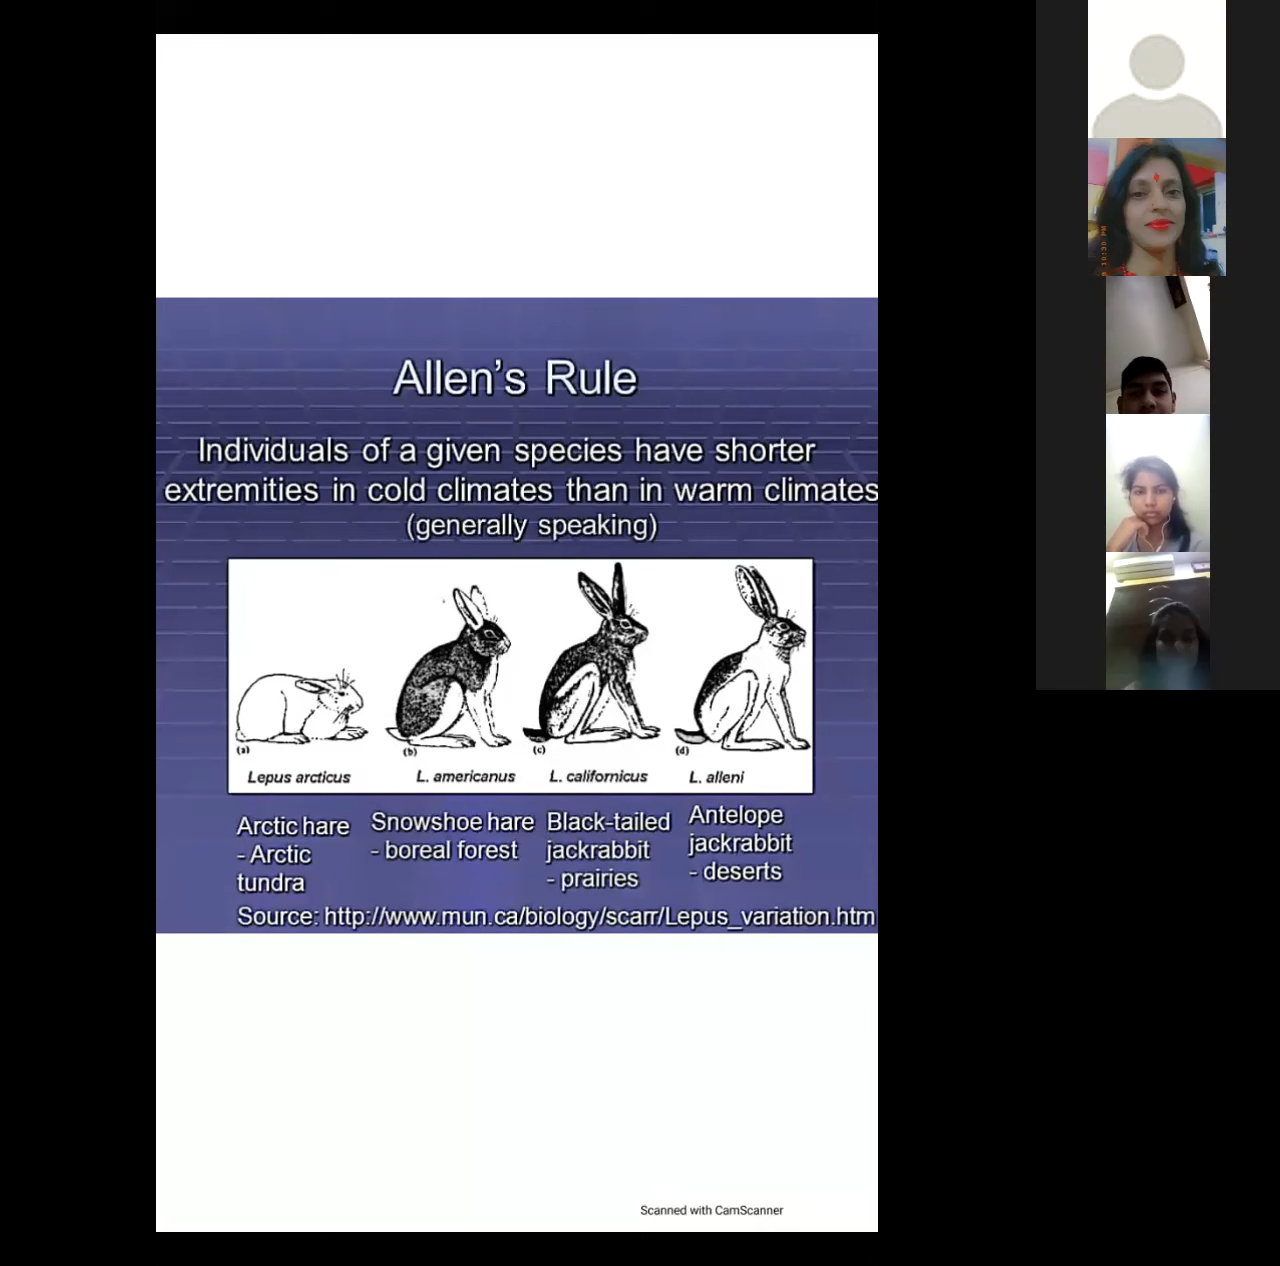 Allen's Rule
Individuals of a given species have shorter
extremities in cold climates than in warm climates
(generally speaking)
(a)
(b)
(c)
(d)
Lepus arcticus
L. americanus
L. californicus
L. alleni
Arctic hare
- Arctic
tundra
Snowshoe hare
- boreal forest
Black-tailed
jackrabbit
- prairies
Antelope
jackrabbit
- deserts
Source: http://www.mun.ca/biology/scarr/Lepus_variation.htm
Scanned with CamScanner